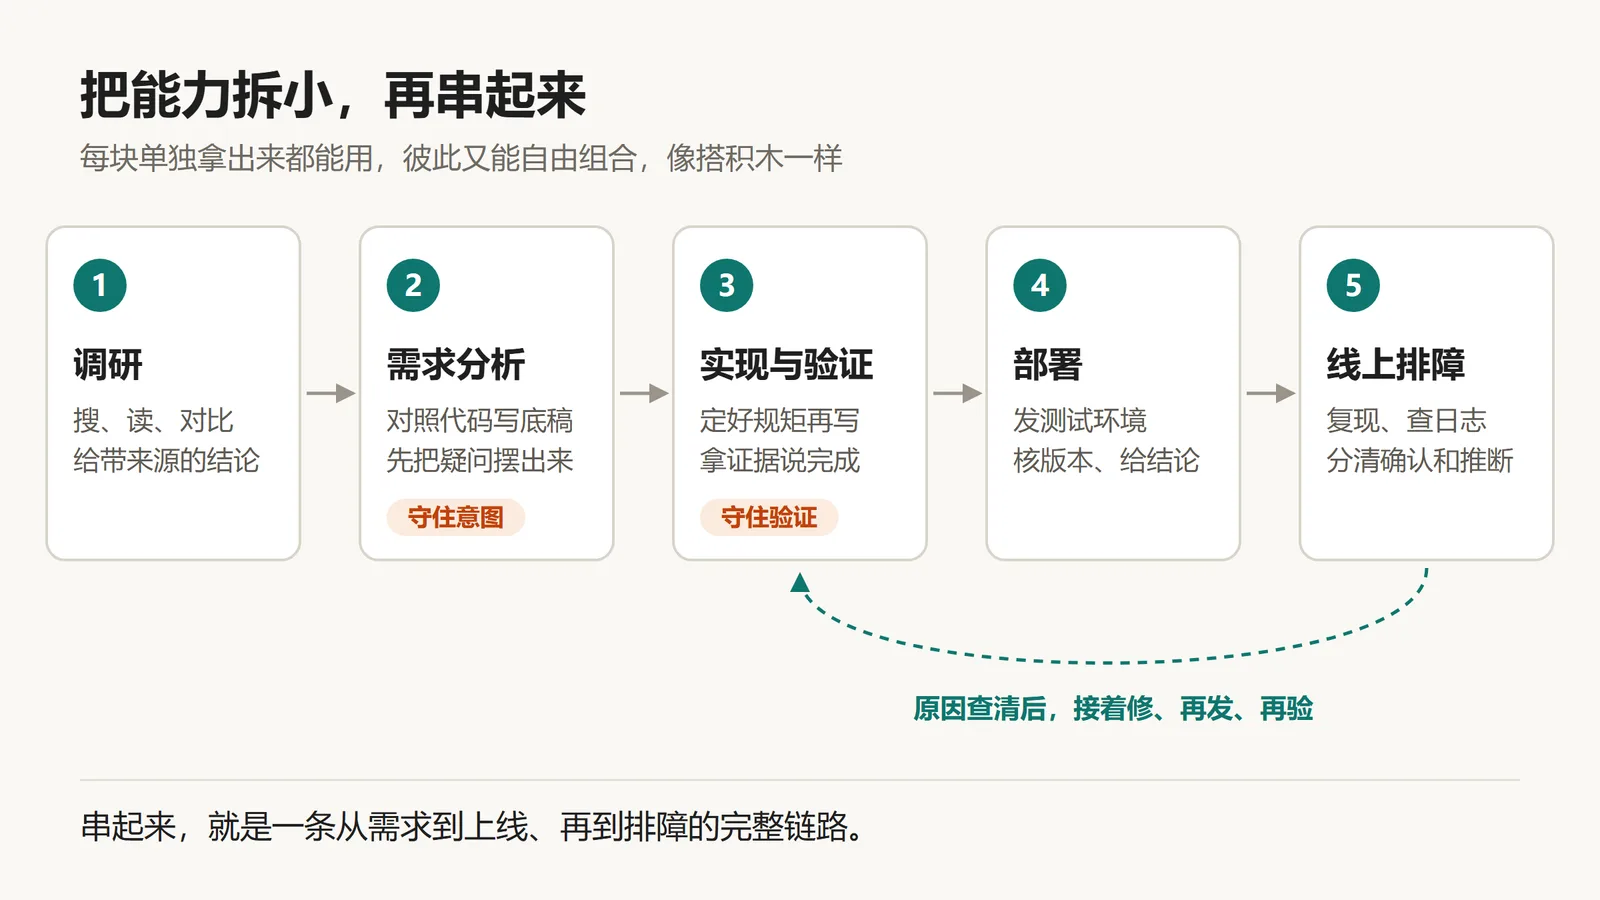 把能力拆小，再串起来
每块单独拿出来都能用，彼此又能自由组合，像搭积木一样
1
调研
搜、读、对比
给带来源的结论
2
需求分析
对照代码写底稿
先把疑问摆出来
守住意图
3
实现与验证
定好规矩再写
拿证据说完成
守住验证
4
部署
发测试环境
核版本、给结论
5
线上排障
复现、查日志
分清确认和推断
原因查清后，接着修、再发、再验
串起来，就是一条从需求到上线、再到排障的完整链路。